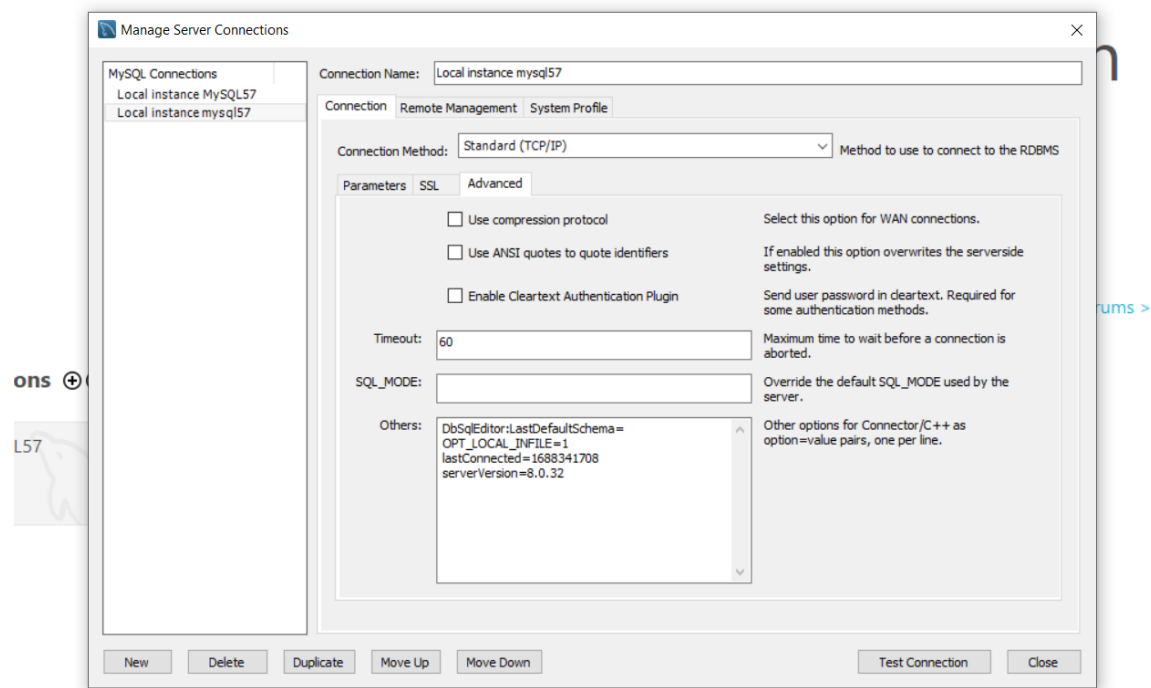 Manage Server Connections
MySQL Connections
Local instance MySQL57
Local instance mysql57
Connection Name: Local instance mysql57
Connection Remote Management System Profile
Connection Method: Standard (TCP/IP) Method to use to connect to the RDBMS
Parameters SSL Advanced
Use compression protocol Select this option for WAN connections.
Use ANSI quotes to quote identifiers If enabled this option overwrites the serverside
settings.
Enable Cleartext Authentication Plugin Send user password in cleartext. Required for
some authentication methods.
Timeout: 60 Maximum time to wait before a connection is
aborted.
SQL_MODE: Override the default SQL_MODE used by the
server.
Others: DbSqlEditor:LastDefaultSchema= Other options for Connector/C++ as
OPT_LOCAL_INFILE=1 option=value pairs, one per line.
lastConnected=1688341708
serverVersion=8.0.32
New Delete Duplicate Move Up Move Down Test Connection Close
n
rums >
ons
L57